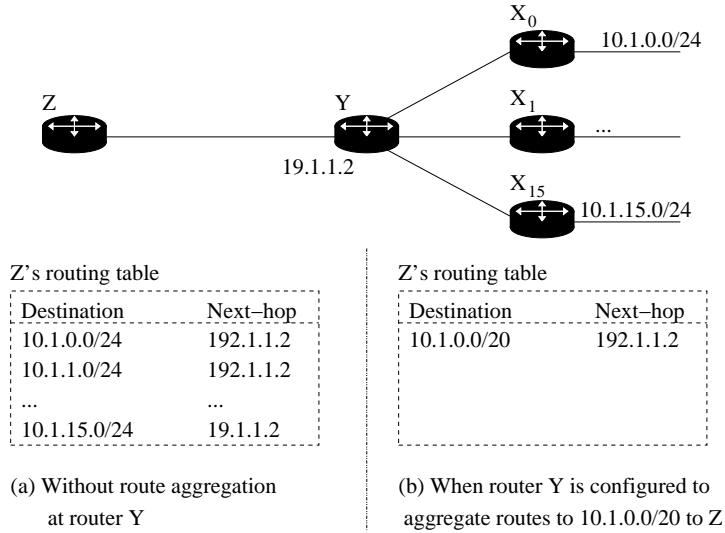 X0
10.1.0.0/24
Z
Y
X1
...
19.1.1.2
X15
10.1.15.0/24
Z's routing table
Destination Next−hop
10.1.0.0/24 192.1.1.2
10.1.1.0/24 192.1.1.2
... ...
10.1.15.0/24 19.1.1.2
(a) Without route aggregation
at router Y
Z's routing table
Destination Next−hop
10.1.0.0/20 192.1.1.2
(b) When router Y is configured to
aggregate routes to 10.1.0.0/20 to Z